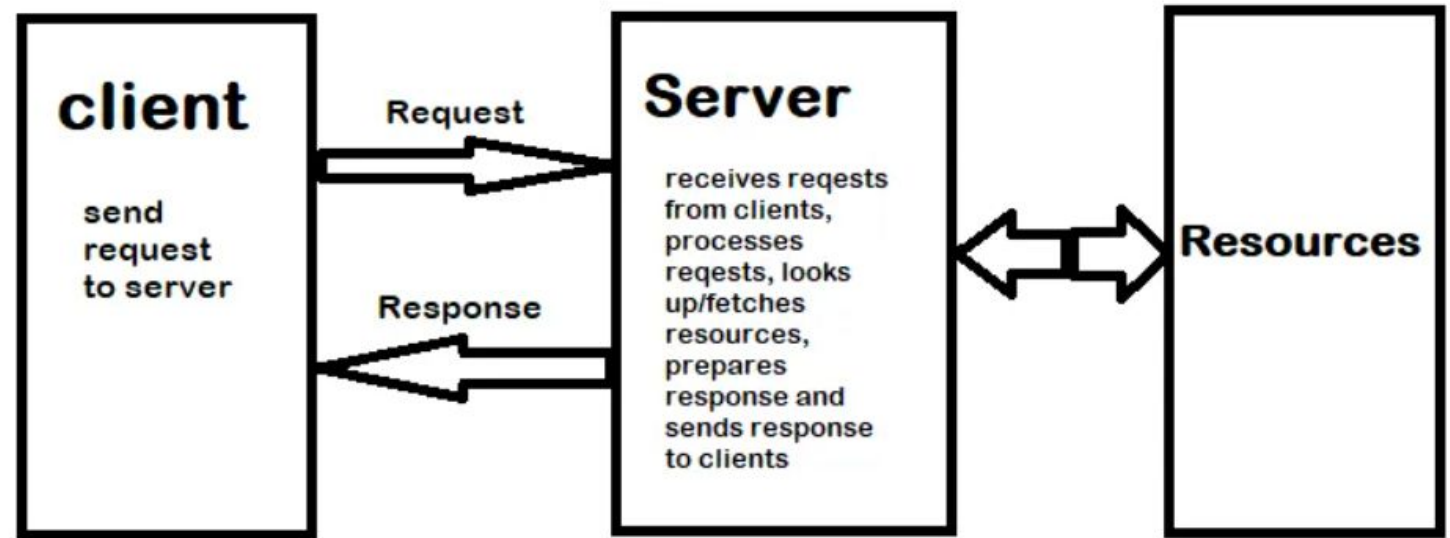 client
send
request
to server
Request
Response
Server
receives reqests
from clients,
processes
reqests, looks
up/fetches
resources,
prepares
response and
sends response
to clients
Resources